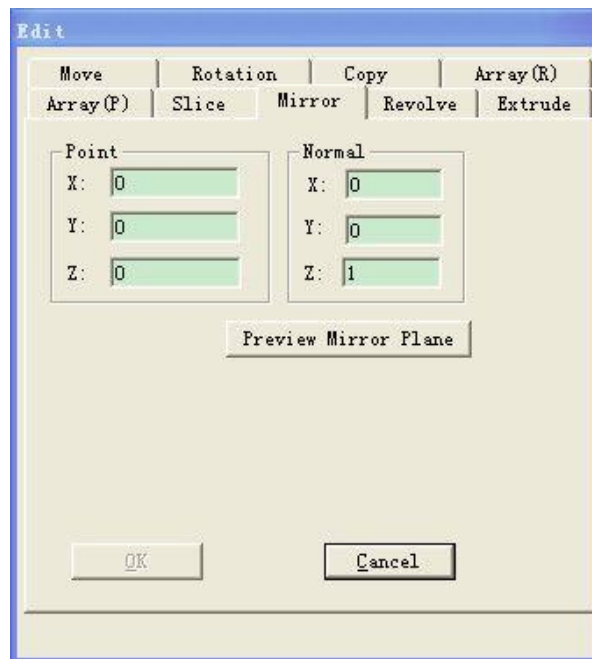 Edit
Move Rotation Copy Array(R)
Array(P) Slice Mirror Revolve Extrude
Point Normal
X: 0 X: 0
Y: 0 Y: 0
Z: 0 Z: 1
Preview Mirror Plane
OK Cancel